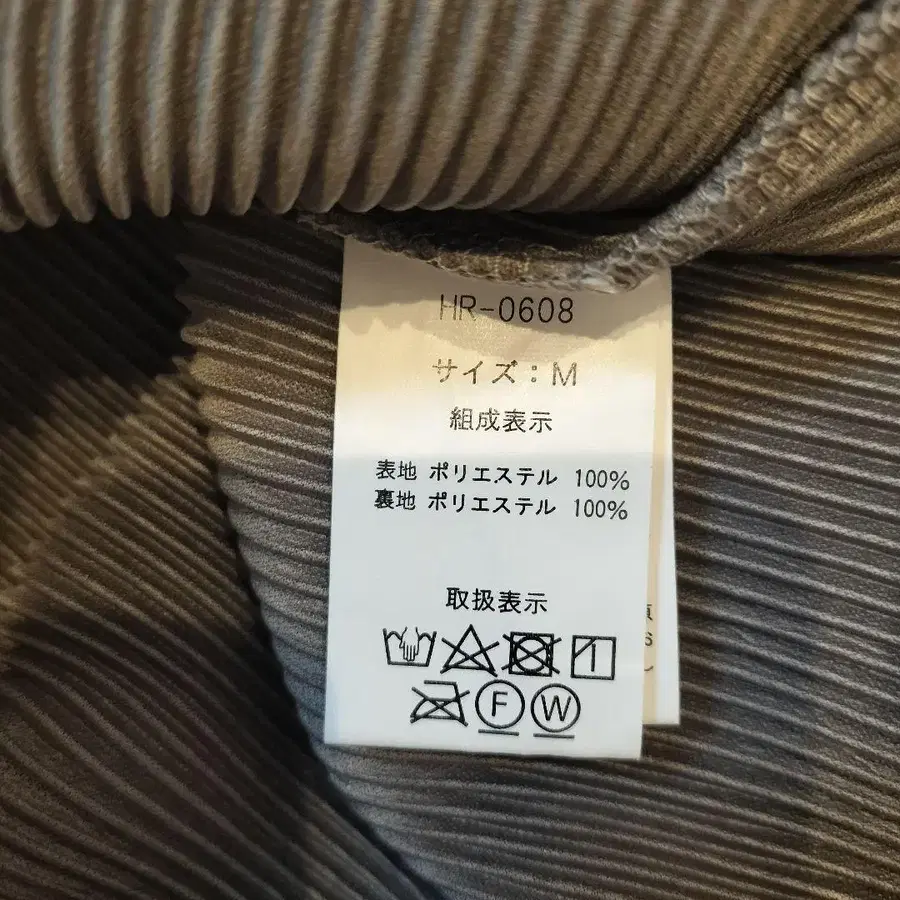 HR-0608
サイズ：M
組成表示
表地 ポリエステル 100%
裏地 ポリエステル 100%
取扱表示
F W
お